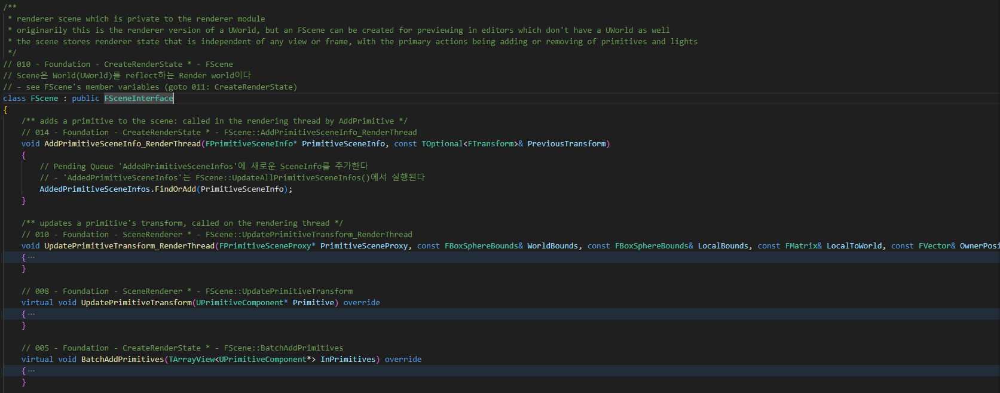 /**
* renderer scene which is private to the renderer module
* originarily this is the renderer version of a UWorld, but an FScene can be created for previewing in editors which don't have a UWorld as well
* the scene stores renderer state that is independent of any view or frame, with the primary actions being adding or removing of primitives and lights
*/
// 010 - Foundation - CreateRenderState * - FScene
// Scene은 World(UWorld)를 reflect하는 Render world이다
// - see FScene's member variables (goto 011: CreateRenderState)
class FScene : public FSceneInterface
{
/** adds a primitive to the scene: called in the rendering thread by AddPrimitive */
// 014 - Foundation - CreateRenderState * - FScene::AddPrimitiveSceneInfo_RenderThread
void AddPrimitiveSceneInfo_RenderThread(FPrimitiveSceneInfo* PrimitiveSceneInfo, const TOptional<FTransform>& PreviousTransform)
{
// Pending Queue 'AddedPrimitiveSceneInfos'에 새로운 SceneInfo를 추가한다
// - 'AddedPrimitiveSceneInfos'는 FScene::UpdateAllPrimitiveSceneInfos()에서 실행된다
AddedPrimitiveSceneInfos.FindOrAdd(PrimitiveSceneInfo);
}
/** updates a primitive's transform, called on the rendering thread */
// 010 - Foundation - SceneRenderer * - FScene::UpdatePrimitiveTransform_RenderThread
void UpdatePrimitiveTransform_RenderThread(FPrimitiveSceneProxy* PrimitiveSceneProxy, const FBoxSphereBounds& WorldBounds, const FBoxSphereBounds& LocalBounds, const FMatrix& LocalToWorld, const FVector& OwnerPosi
{ ···
}
// 008 - Foundation - SceneRenderer * - FScene::UpdatePrimitiveTransform
virtual void UpdatePrimitiveTransform(UPrimitiveComponent* Primitive) override
{ ···
}
// 005 - Foundation - CreateRenderState * - FScene::BatchAddPrimitives
virtual void BatchAddPrimitives(TArrayView<UPrimitiveComponent*> InPrimitives) override
{ ···
}